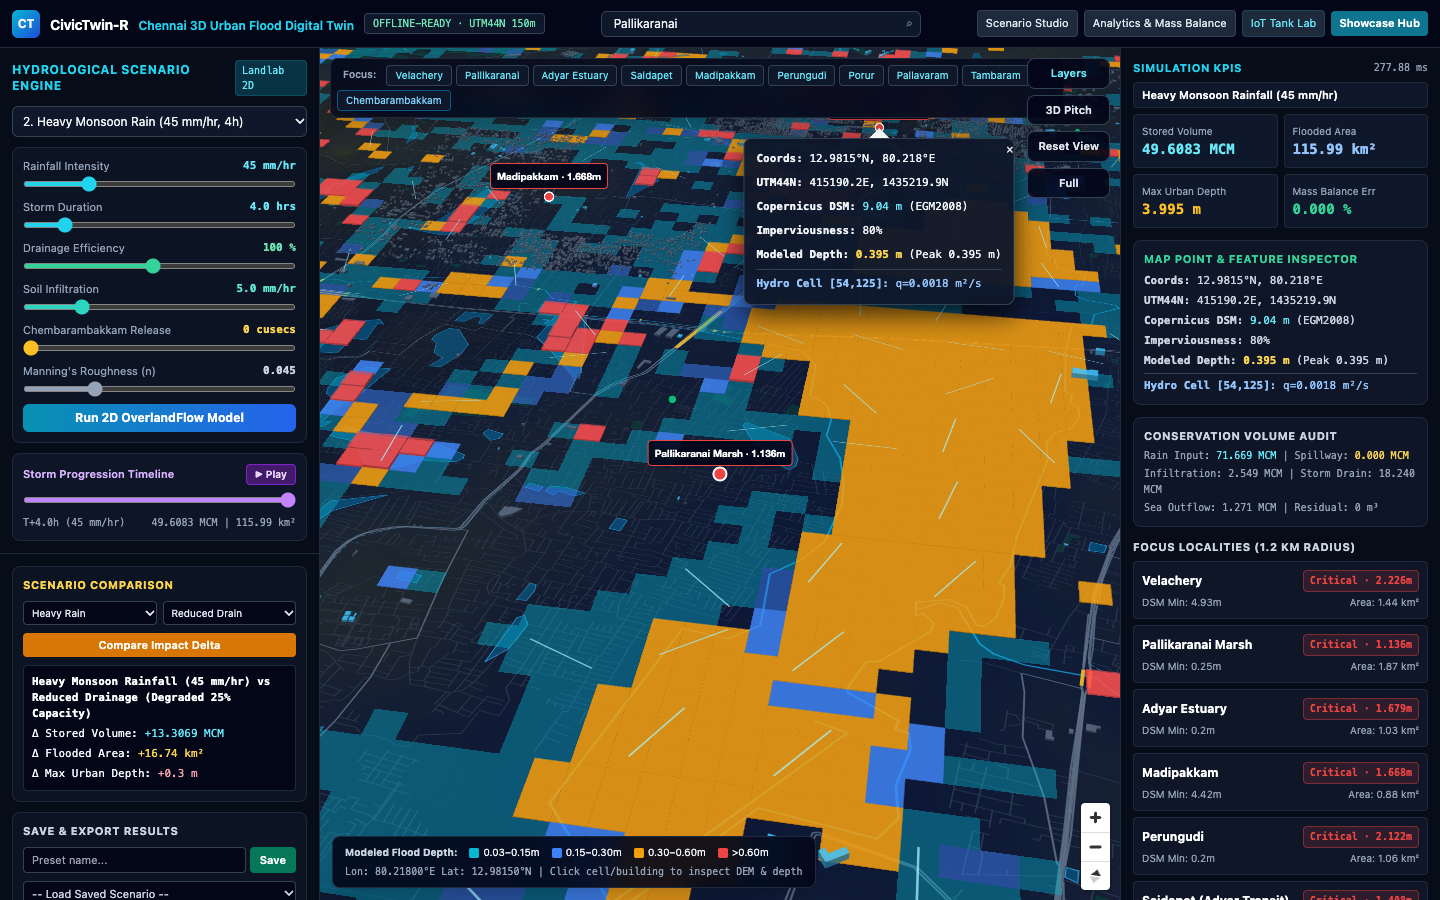 CT CivicTwin-R Chennai 3D Urban Flood Digital Twin OFFLINE-READY · UTM44N 150m
Pallikaranai
Scenario Studio Analytics & Mass Balance IoT Tank Lab Showcase Hub
HYDROLOGICAL SCENARIO ENGINE
Landlab 2D
2. Heavy Monsoon Rain (45 mm/hr, 4h)
Rainfall Intensity 45 mm/hr
Storm Duration 4.0 hrs
Drainage Efficiency 100 %
Soil Infiltration 5.0 mm/hr
Chembarambakkam Release 0 cusecs
Manning's Roughness (n) 0.045
Run 2D OverlandFlow Model
Storm Progression Timeline ▶ Play
T+4.0h (45 mm/hr) 49.6083 MCM | 115.99 km²
SCENARIO COMPARISON
Heavy Rain Reduced Drain
Compare Impact Delta
Heavy Monsoon Rainfall (45 mm/hr) vs
Reduced Drainage (Degraded 25%
Capacity)
Δ Stored Volume: +13.3069 MCM
Δ Flooded Area: +16.74 km²
Δ Max Urban Depth: +0.3 m
SAVE & EXPORT RESULTS
Preset name... Save
-- Load Saved Scenario --
Focus: Velachery Pallikaranai Adyar Estuary Saidapet Madipakkam Perungudi Porur Pallavaram Tambaram
Chembarambakkam
Layers
3D Pitch
Reset View
Full
Madipakkam · 1.668m
×
Coords: 12.9815°N, 80.218°E
UTM44N: 415190.2E, 1435219.9N
Copernicus DSM: 9.04 m (EGM2008)
Imperviousness: 80%
Modeled Depth: 0.395 m (Peak 0.395 m)
Hydro Cell [54,125]: q=0.0018 m²/s
Pallikaranai Marsh · 1.136m
Modeled Flood Depth: 0.03–0.15m 0.15–0.30m 0.30–0.60m >0.60m
Lon: 80.21800°E Lat: 12.98150°N | Click cell/building to inspect DEM & depth
SIMULATION KPIS 277.88 ms
Heavy Monsoon Rainfall (45 mm/hr)
Stored Volume
49.6083 MCM
Flooded Area
115.99 km²
Max Urban Depth
3.995 m
Mass Balance Err
0.000 %
MAP POINT & FEATURE INSPECTOR
Coords: 12.9815°N, 80.218°E
UTM44N: 415190.2E, 1435219.9N
Copernicus DSM: 9.04 m (EGM2008)
Imperviousness: 80%
Modeled Depth: 0.395 m (Peak 0.395 m)
Hydro Cell [54,125]: q=0.0018 m²/s
CONSERVATION VOLUME AUDIT
Rain Input: 71.669 MCM | Spillway: 0.000 MCM
Infiltration: 2.549 MCM | Storm Drain: 18.240
MCM
Sea Outflow: 1.271 MCM | Residual: 0 m³
FOCUS LOCALITIES (1.2 KM RADIUS)
Velachery Critical · 2.226m
DSM Min: 4.93m Area: 1.44 km²
Pallikaranai Marsh Critical · 1.136m
DSM Min: 0.25m Area: 1.87 km²
Adyar Estuary Critical · 1.679m
DSM Min: 0.2m Area: 1.03 km²
Madipakkam Critical · 1.668m
DSM Min: 4.42m Area: 0.88 km²
Perungudi Critical · 2.122m
DSM Min: 0.2m Area: 1.06 km²
Saidapet (Adyar Transit) Critical · 1.408m